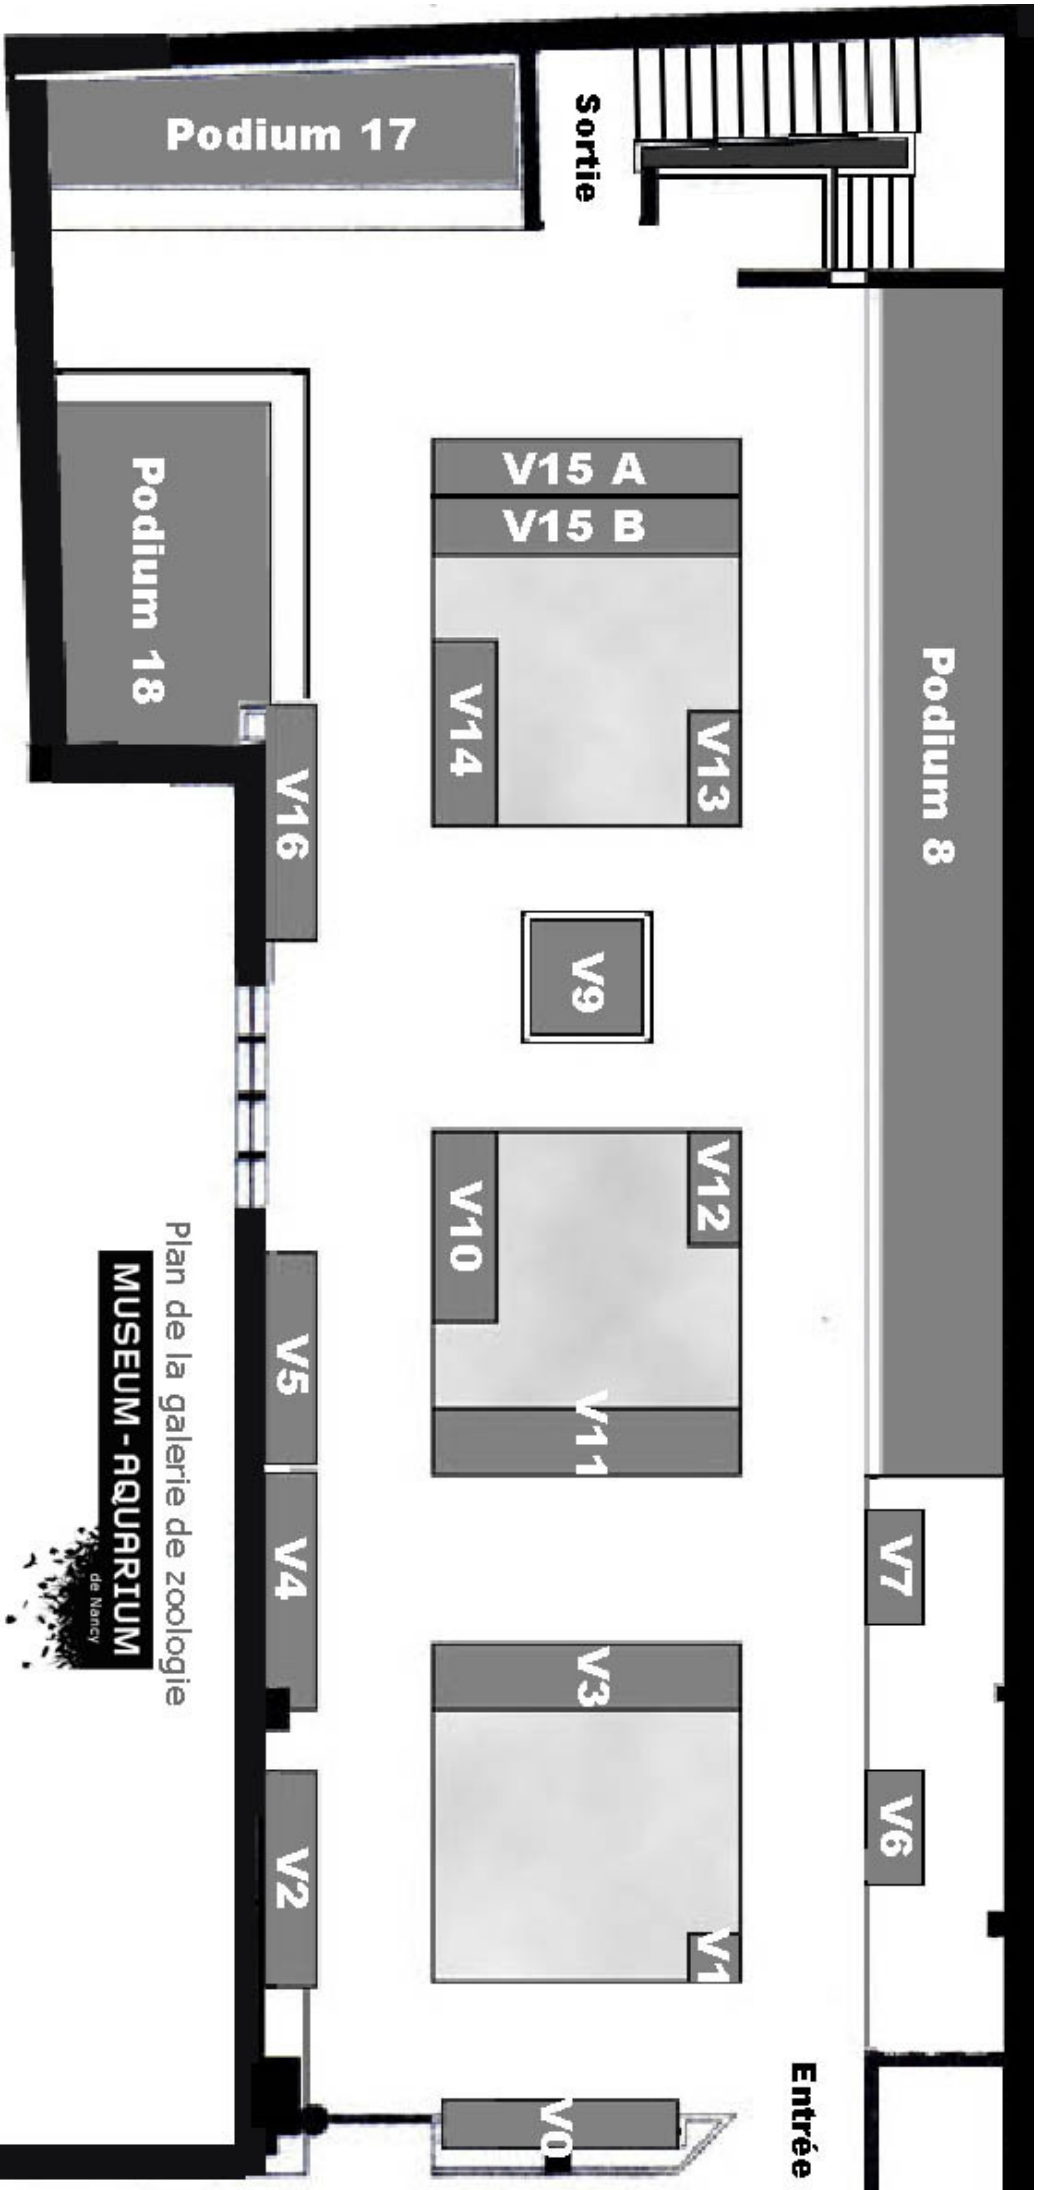 Podium 17
Sortie
V15 A
V15 B
Podium 18
V14
V13
Podium 8
V16
V9
V12
V10
V5
V11
V4
V7
V3
V6
V2
V1
V0
Entrée
Plan de la galerie de zoologie
MUSEUM-AQUARIUM
de Nancy